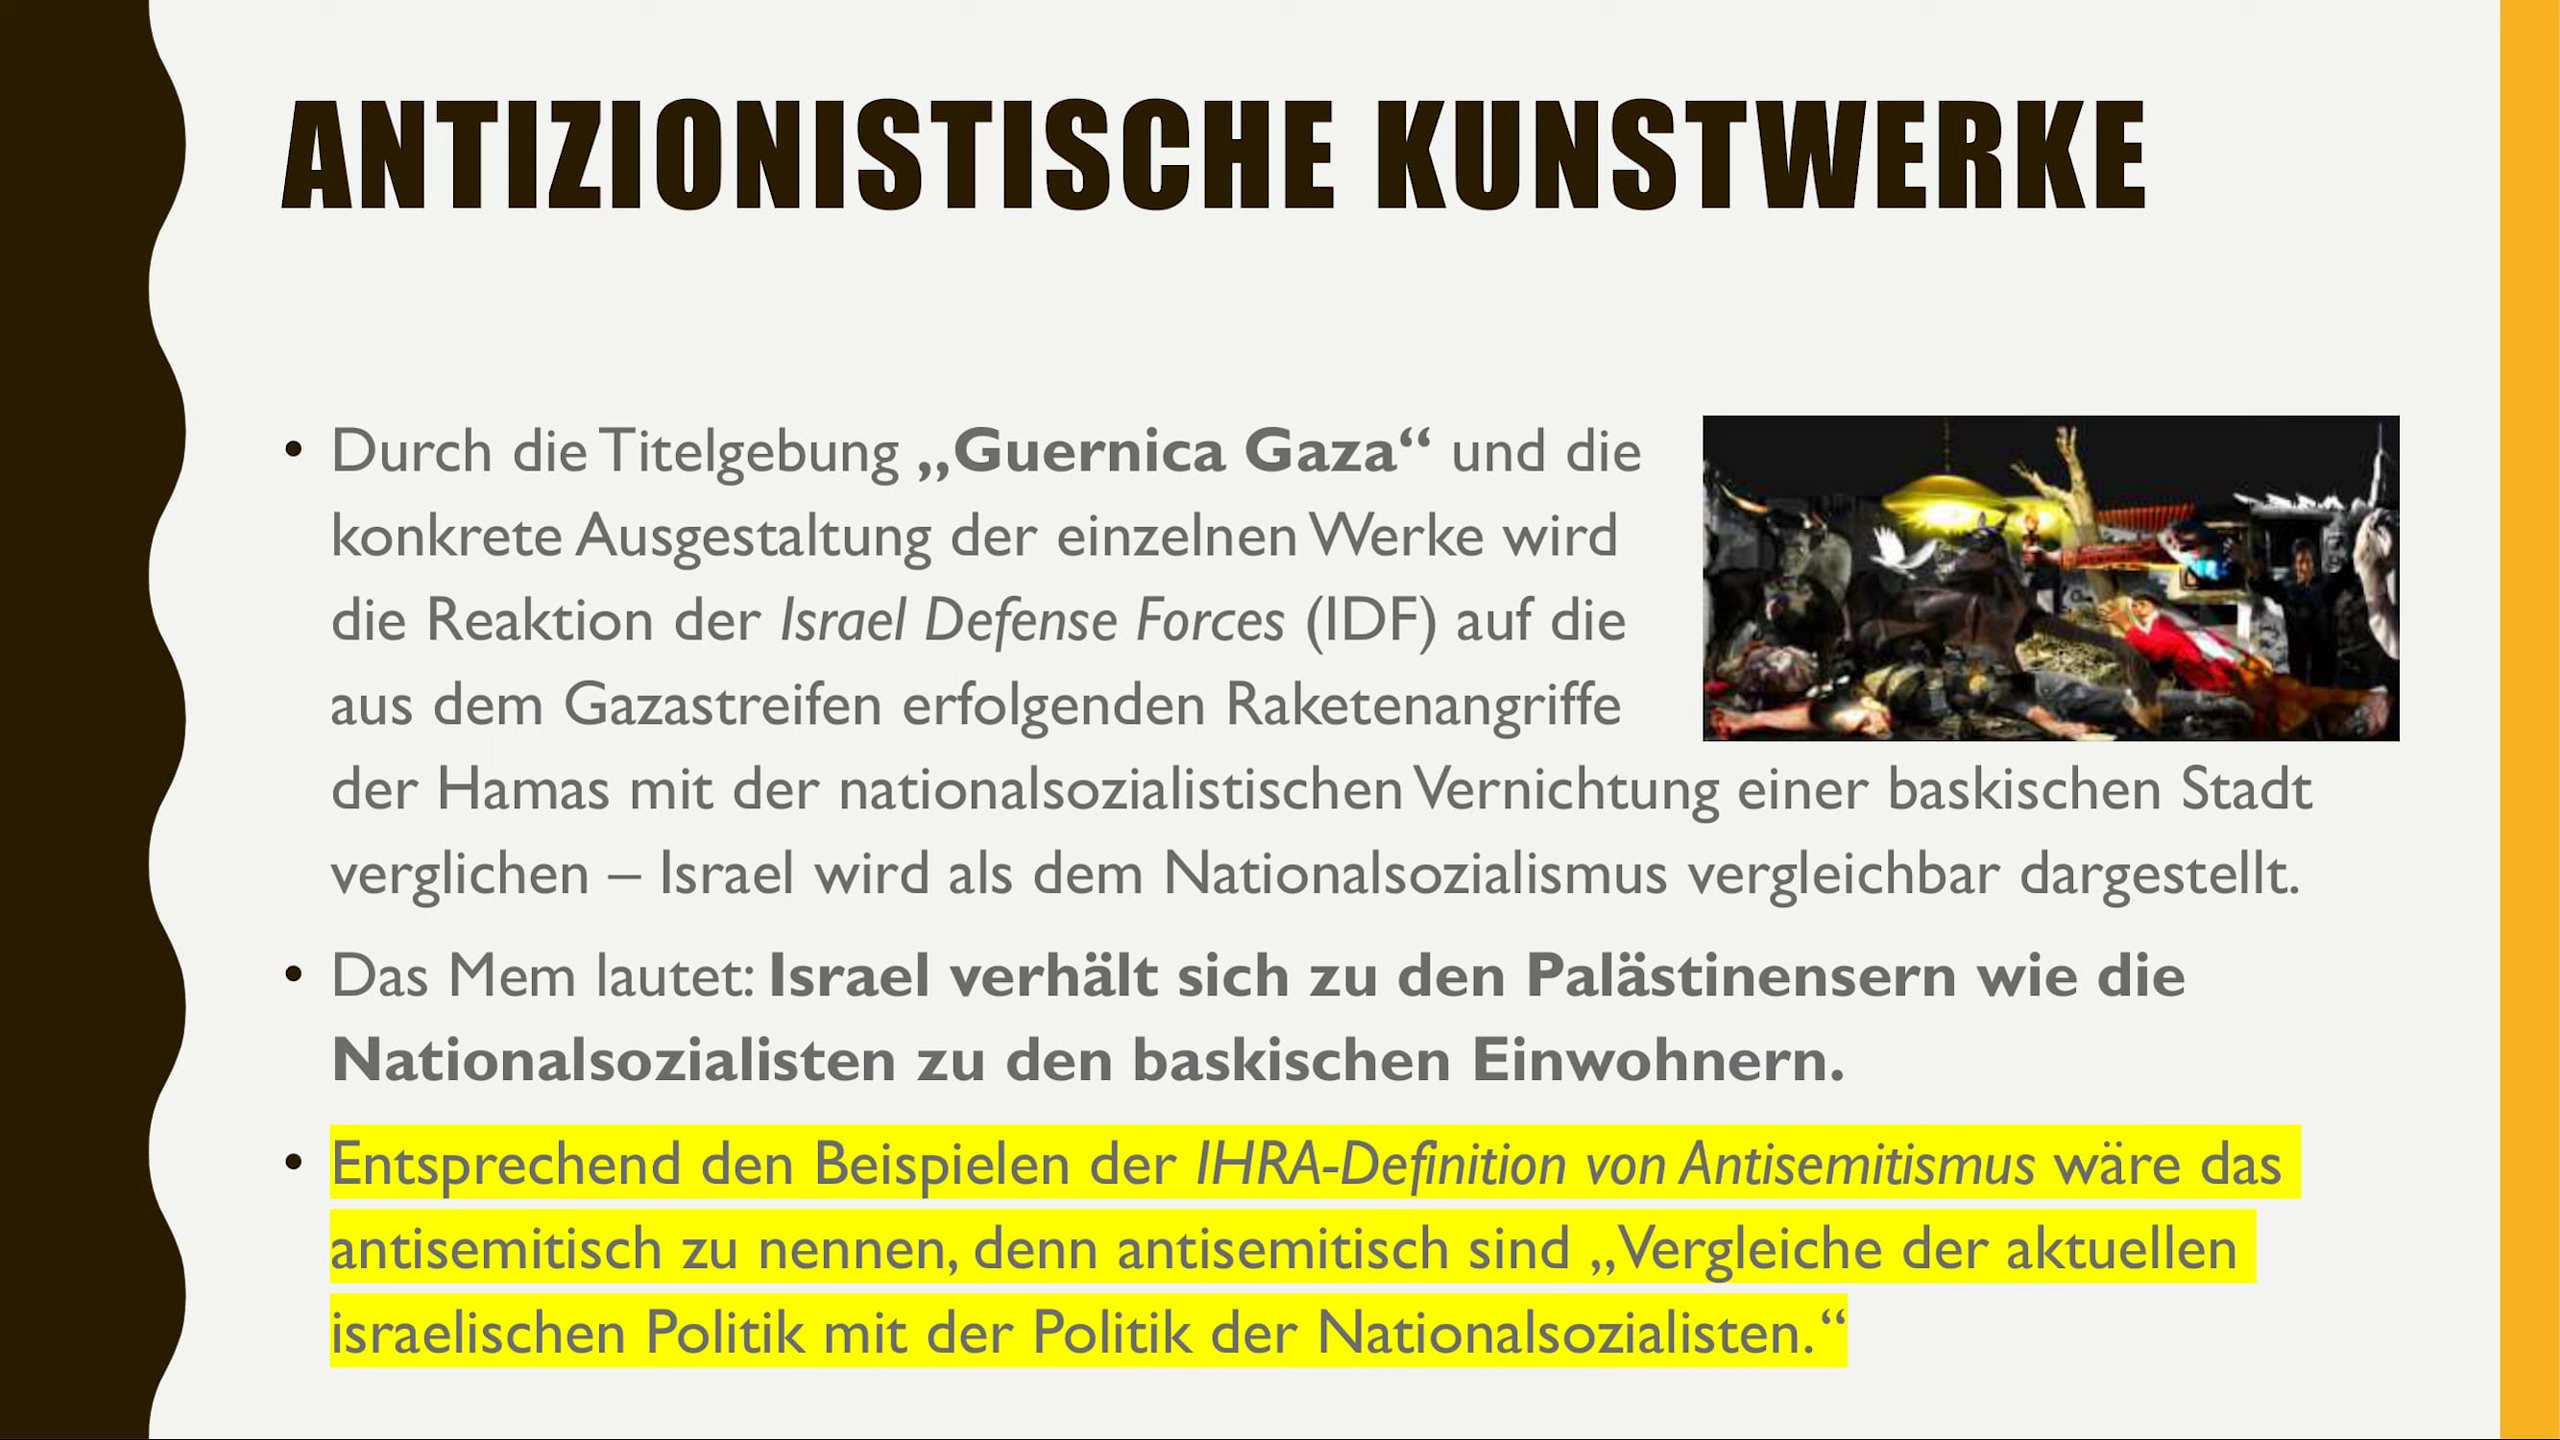 ANTIZIONISTISCHE KUNSTWERKE
• Durch die Titelgebung „Guernica Gaza“ und die
konkrete Ausgestaltung der einzelnen Werke wird
die Reaktion der Israel Defense Forces (IDF) auf die
aus dem Gazastreifen erfolgenden Raketenangriffe
der Hamas mit der nationalsozialistischen Vernichtung einer baskischen Stadt
verglichen – Israel wird als dem Nationalsozialismus vergleichbar dargestellt.
• Das Mem lautet: Israel verhält sich zu den Palästinensern wie die
Nationalsozialisten zu den baskischen Einwohnern.
• Entsprechend den Beispielen der IHRA-Definition von Antisemitismus wäre das
antisemitisch zu nennen, denn antisemitisch sind „Vergleiche der aktuellen
israelischen Politik mit der Politik der Nationalsozialisten.“